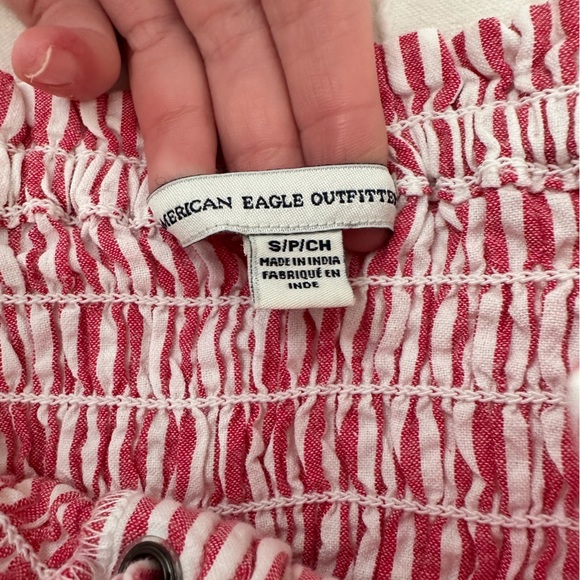 MERICAN EAGLE OUTFITTE
S/P/CH
MADE IN INDIA
FABRIQUÉ EN
INDE